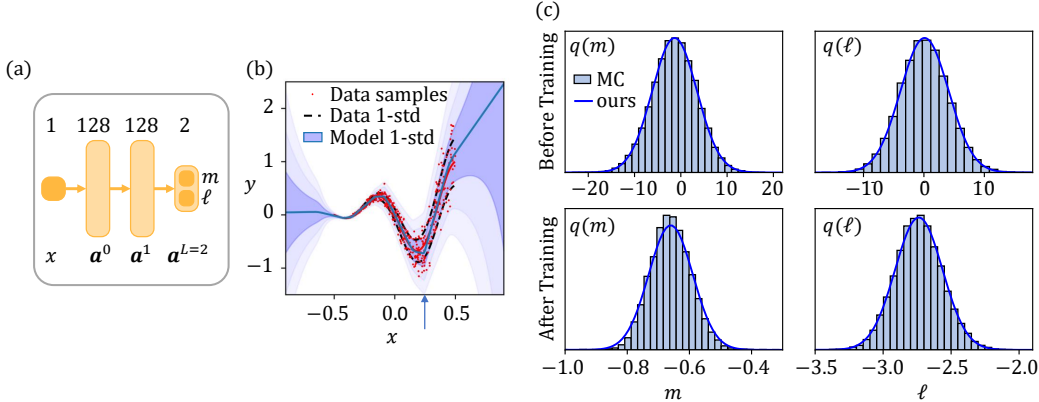 (a)
1 128 128 2
m
ℓ
x a⁰ a¹ a^{L=2}
(b)
Data samples
Data 1-std
Model 1-std
2
1
0
−1
y
−0.5 0.0 0.5
x
(c)
Before Training
q(m)
MC
ours
−20 −10 0 10 20
q(ℓ)
−10 0 10
After Training
q(m)
−1.0 −0.8 −0.6 −0.4
m
q(ℓ)
−3.5 −3.0 −2.5 −2.0
ℓ